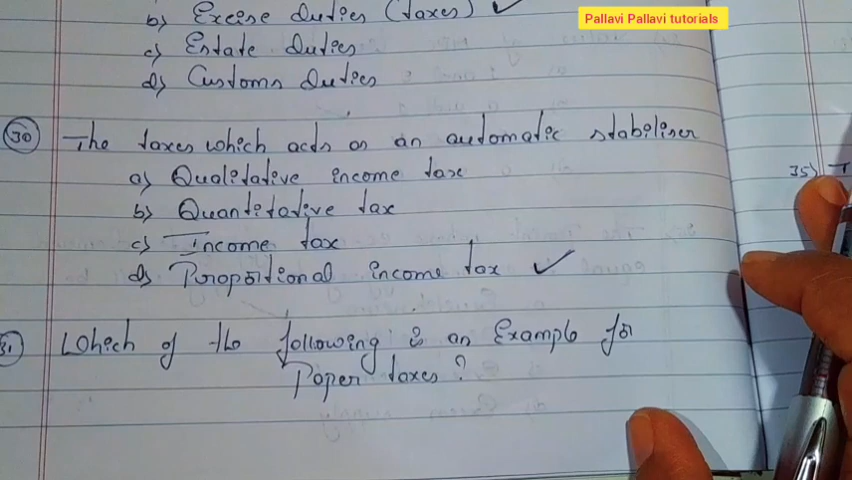 b) Excise Duties (taxes) ✓
Pallavi Pallavi tutorials
c) Estate Duties
d) Customs Duties
30 The taxes which acts as an automatic stabiliser
a) Qualitative income tax
35) T
b) Quantitative tax
c) Income tax
d) Proportional income tax ✓
31 Which of the following is an Example for
Paper taxes?